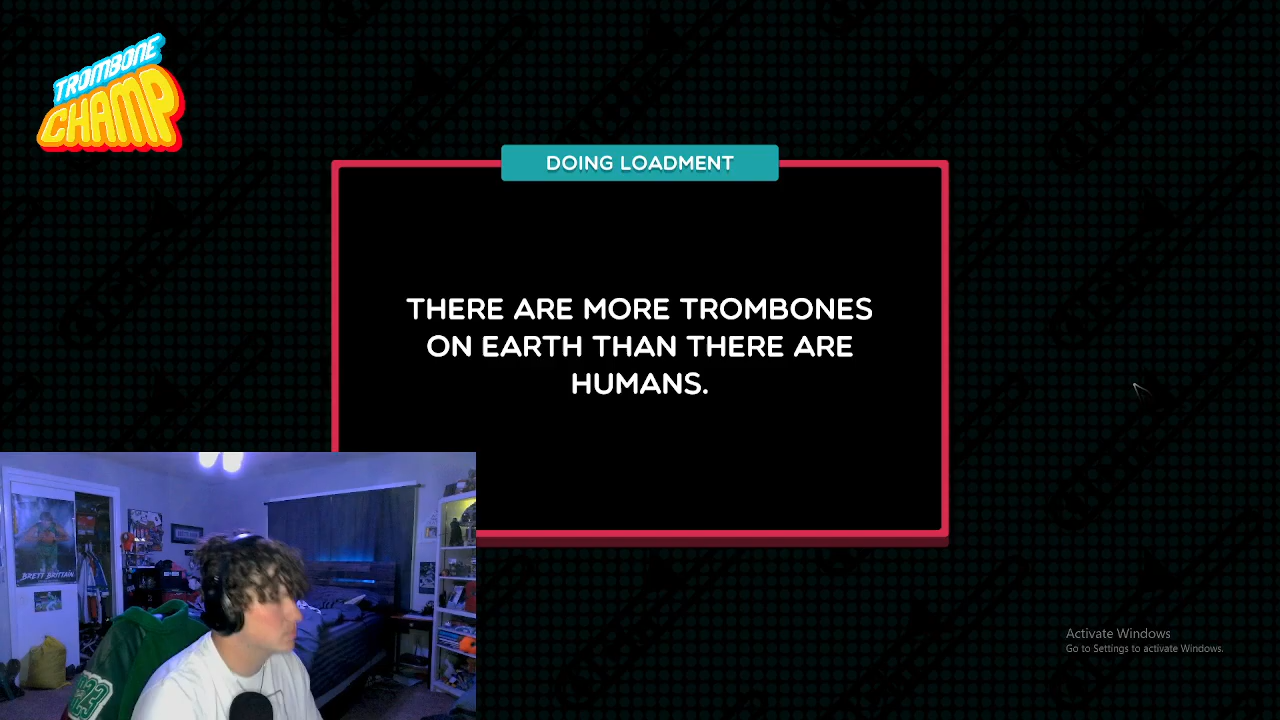 TROMBONE
CHAMP
DOING LOADMENT
THERE ARE MORE TROMBONES
ON EARTH THAN THERE ARE
HUMANS.
BRETT BRITTAIN
Activate Windows
Go to Settings to activate Windows.